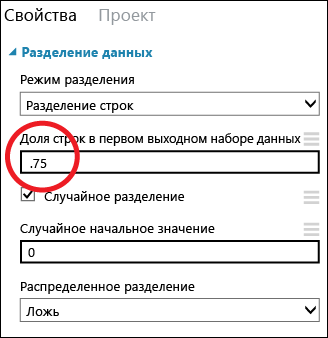 Свойства Проект
Разделение данных
Режим разделения
Разделение строк
Доля строк в первом выходном наборе данных
.75
Случайное разделение
Случайное начальное значение
0
Распределенное разделение
Ложь